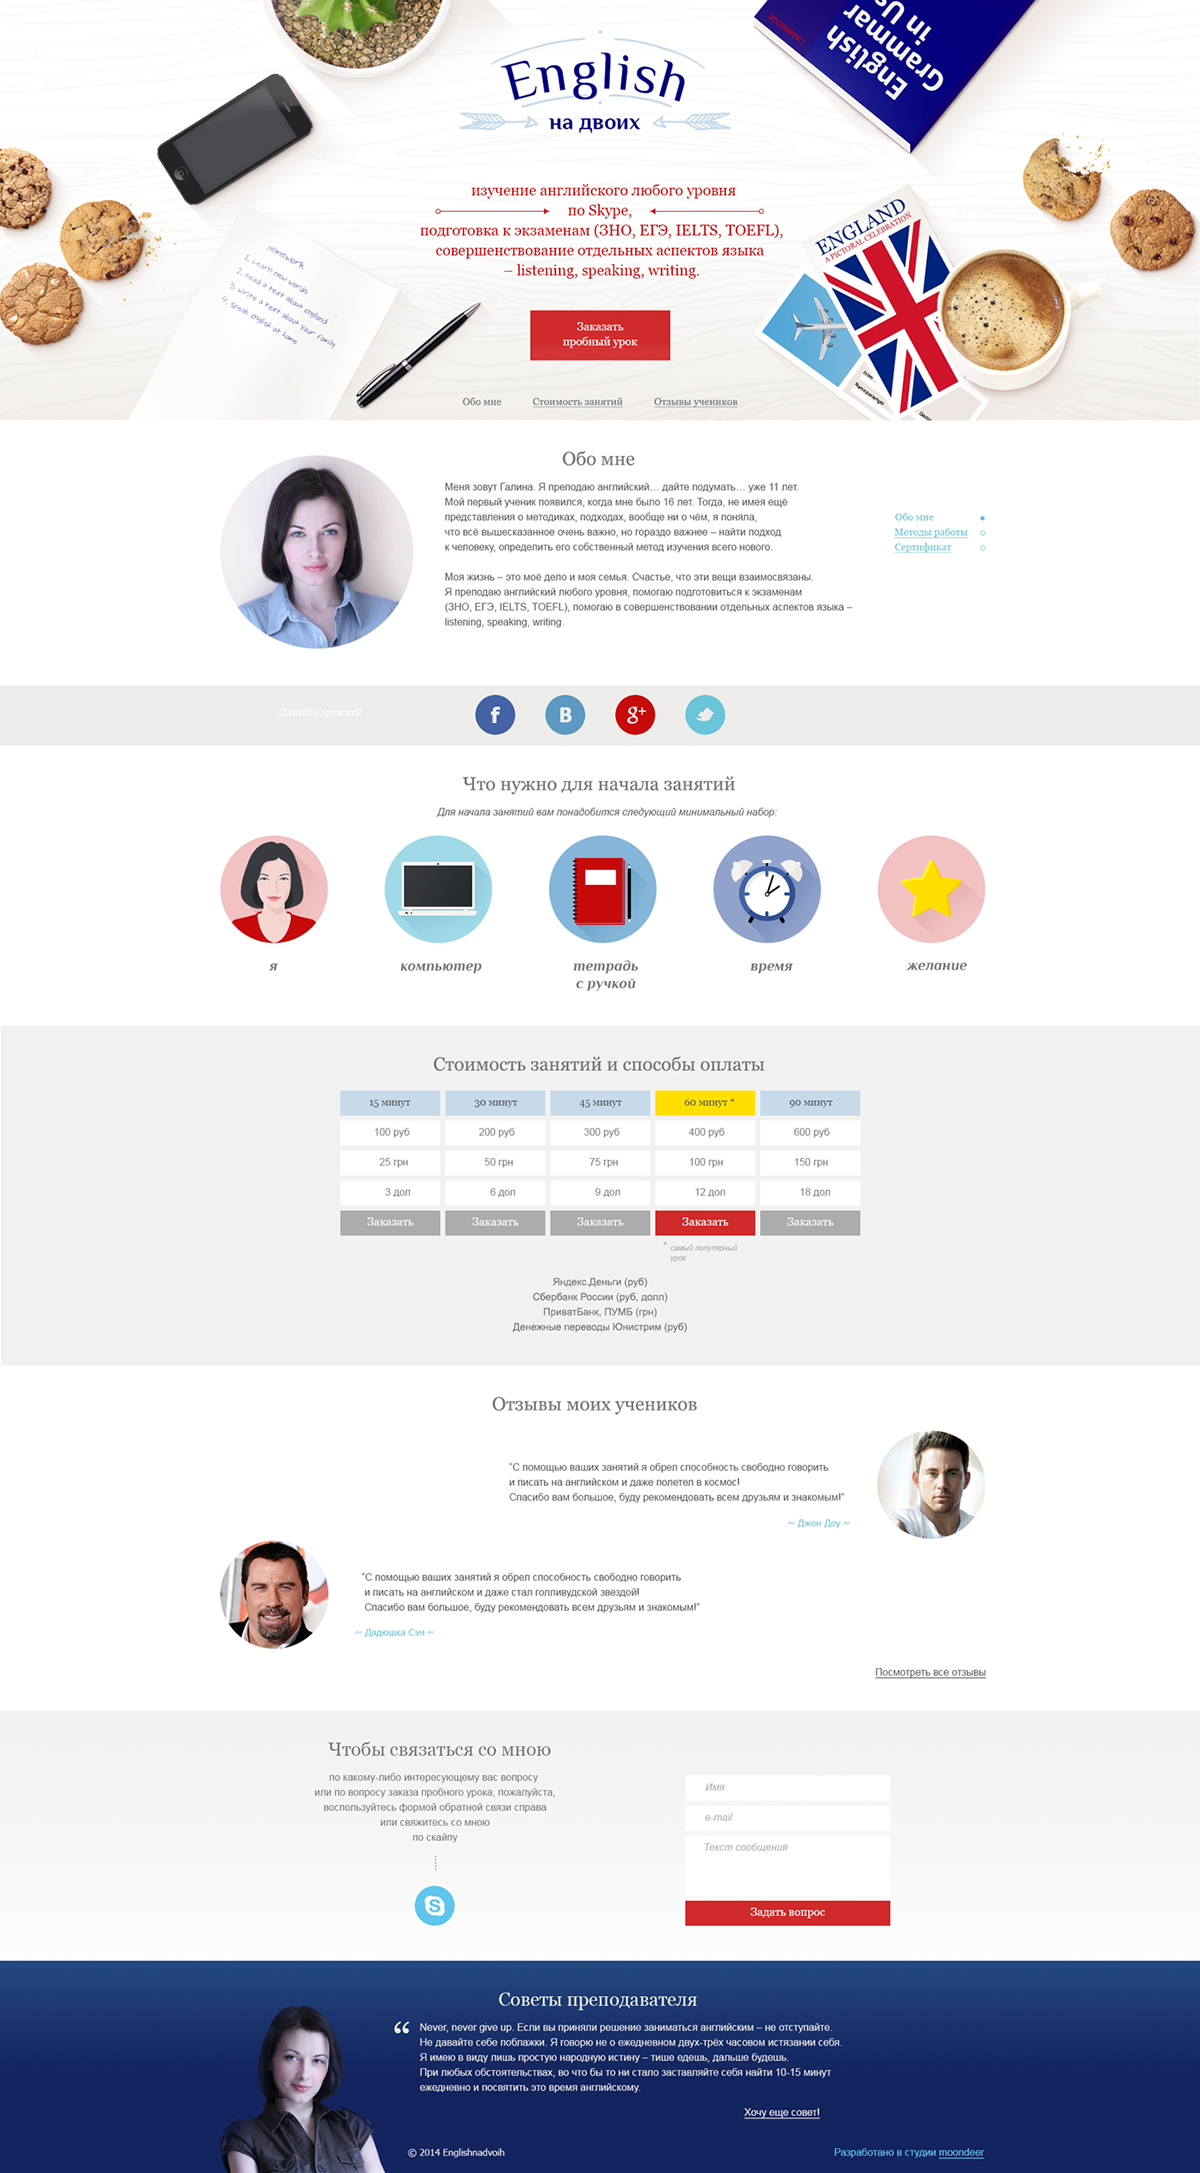 English
на двоих
English
Grammar
in Us
CAMBRIDGE
изучение английского любого уровня
по Skype,
подготовка к экзаменам (ЗНО, ЕГЭ, IELTS, TOEFL),
совершенствование отдельных аспектов языка
– listening, speaking, writing.
ENGLAND
A PICTORAL CELEBRATION
Homework
1. Learn new words
2. Read a text about england
3. Write a text about your family
4. Speak english at home
Заказать
пробный урок
Обо мне
Стоимость занятий
Отзывы учеников
Обо мне
Меня зовут Галина. Я преподаю английский… дайте подумать… уже 11 лет.
Мой первый ученик появился, когда мне было 16 лет. Тогда, не имея ещё
представления о методиках, подходах, вообще ни о чём, я поняла,
что всё вышесказанное очень важно, но гораздо важнее – найти подход
к человеку, определить его собственный метод изучения всего нового.
Моя жизнь – это моё дело и моя семья. Счастье, что эти вещи взаимосвязаны.
Я преподаю английский любого уровня, помогаю подготовиться к экзаменам
(ЗНО, ЕГЭ, IELTS, TOEFL), помогаю в совершенствовании отдельных аспектов языка –
listening, speaking, writing.
Обо мне
Методы работы
Сертификат
Давайте дружить!
f
B
g+
Что нужно для начала занятий
Для начала занятий вам понадобится следующий минимальный набор:
я
компьютер
тетрадь
с ручкой
время
желание
Стоимость занятий и способы оплаты
15 минут 30 минут 45 минут 60 минут * 90 минут
100 руб 200 руб 300 руб 400 руб 600 руб
25 грн 50 грн 75 грн 100 грн 150 грн
3 дол 6 дол 9 дол 12 дол 18 дол
Заказать Заказать Заказать Заказать Заказать
* самый популярный
урок
Яндекс.Деньги (руб)
Сбербанк России (руб, долл)
ПриватБанк, ПУМБ (грн)
Денежные переводы Юнистрим (руб)
Отзывы моих учеников
“С помощью ваших занятий я обрел способность свободно говорить
и писать на английском и даже полетел в космос!
Спасибо вам большое, буду рекомендовать всем друзьям и знакомым!”
~ Джон Доу ~
“С помощью ваших занятий я обрел способность свободно говорить
и писать на английском и даже стал голливудской звездой!
Спасибо вам большое, буду рекомендовать всем друзьям и знакомым!”
~ Дядюшка Сэм ~
Посмотреть все отзывы
Чтобы связаться со мною
по какому-либо интересующему вас вопросу
или по вопросу заказа пробного урока, пожалуйста,
воспользуйтесь формой обратной связи справа
или свяжитесь со мною
по скайпу
S
Имя
e-mail
Текст сообщения
Задать вопрос
Советы преподавателя
“ Never, never give up. Если вы приняли решение заниматься английским – не отступайте.
Не давайте себе поблажки. Я говорю не о ежедневном двух-трёх часовом истязании себя.
Я имею в виду лишь простую народную истину – тише едешь, дальше будешь.
При любых обстоятельствах, во что бы то ни стало заставляйте себя найти 10-15 минут
ежедневно и посвятить это время английскому.
Хочу еще совет!
© 2014 Englishnadvoih
Разработано в студии moondeer